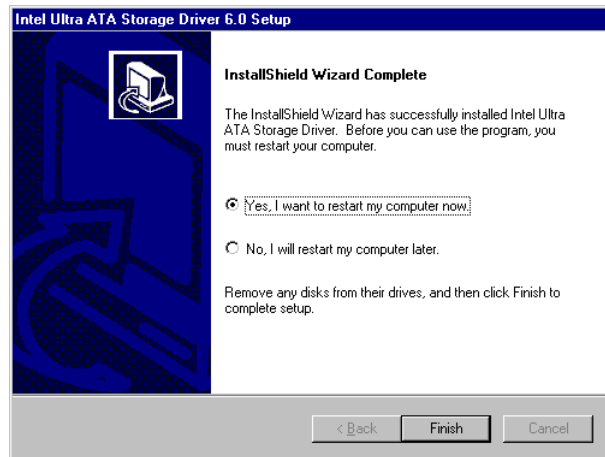 Intel Ultra ATA Storage Driver 6.0 Setup
InstallShield Wizard Complete
The InstallShield Wizard has successfully installed Intel Ultra
ATA Storage Driver.  Before you can use the program, you
must restart your computer.
Yes, I want to restart my computer now.
No, I will restart my computer later.
Remove any disks from their drives, and then click Finish to
complete setup.
< Back
Finish
Cancel